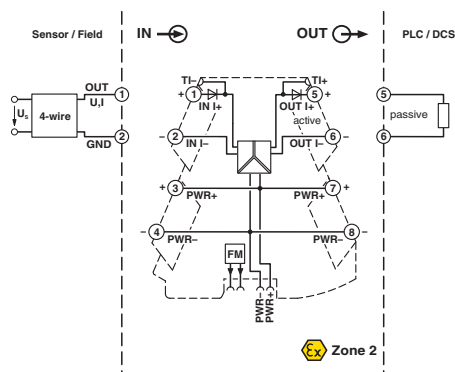 Sensor / Field
IN
OUT
PLC / DCS
TI–
TI+
OUT
1
+
1
IN I+
OUT I+
5
+
5
U,I
Us
4-wire
active
passive
2
GND
–
2
IN I–
OUT I–
6
–
6
+
3
PWR+
PWR+
7
+
–
4
PWR–
PWR–
8
–
FM
PWR–
PWR+
Ex Zone 2